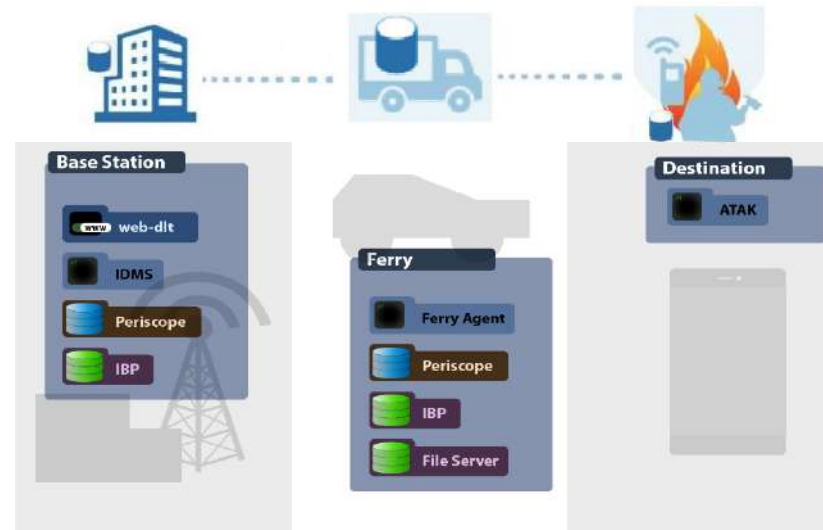 Base Station
www web-dlt
IDMS
Periscope
IBP
Ferry
Ferry Agent
Periscope
IBP
File Server
Destination
ATAK